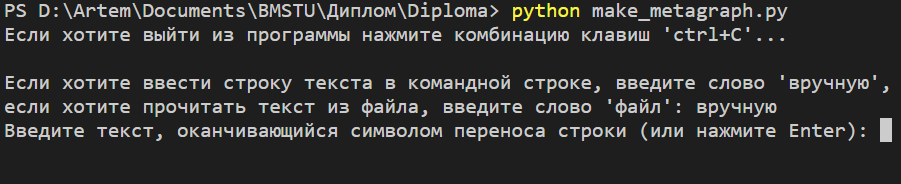 PS D:\Artem\Documents\BMSTU\Диплом\Diploma> python make_metagraph.py
Если хотите выйти из программы нажмите комбинацию клавиш 'ctrl+C'...
Если хотите ввести строку текста в командной строке, введите слово 'вручную',
если хотите прочитать текст из файла, введите слово 'файл': вручную
Введите текст, оканчивающийся символом переноса строки (или нажмите Enter):